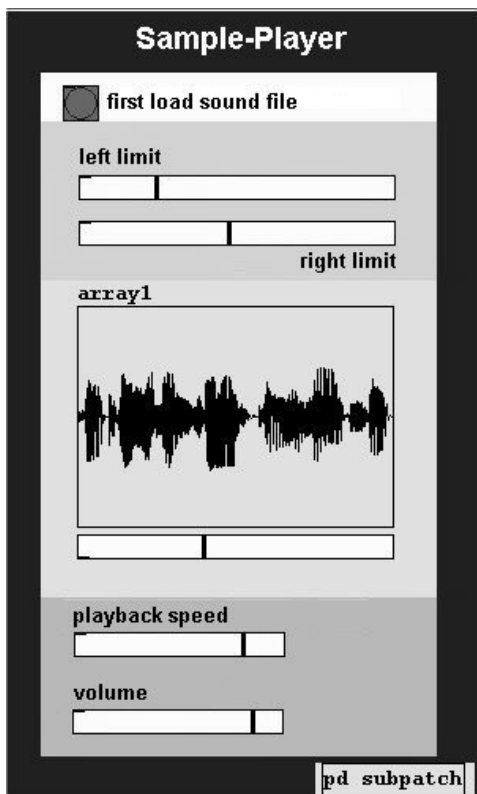 Sample-Player
first load sound file
left limit
right limit
array1
playback speed
volume
pd subpatch